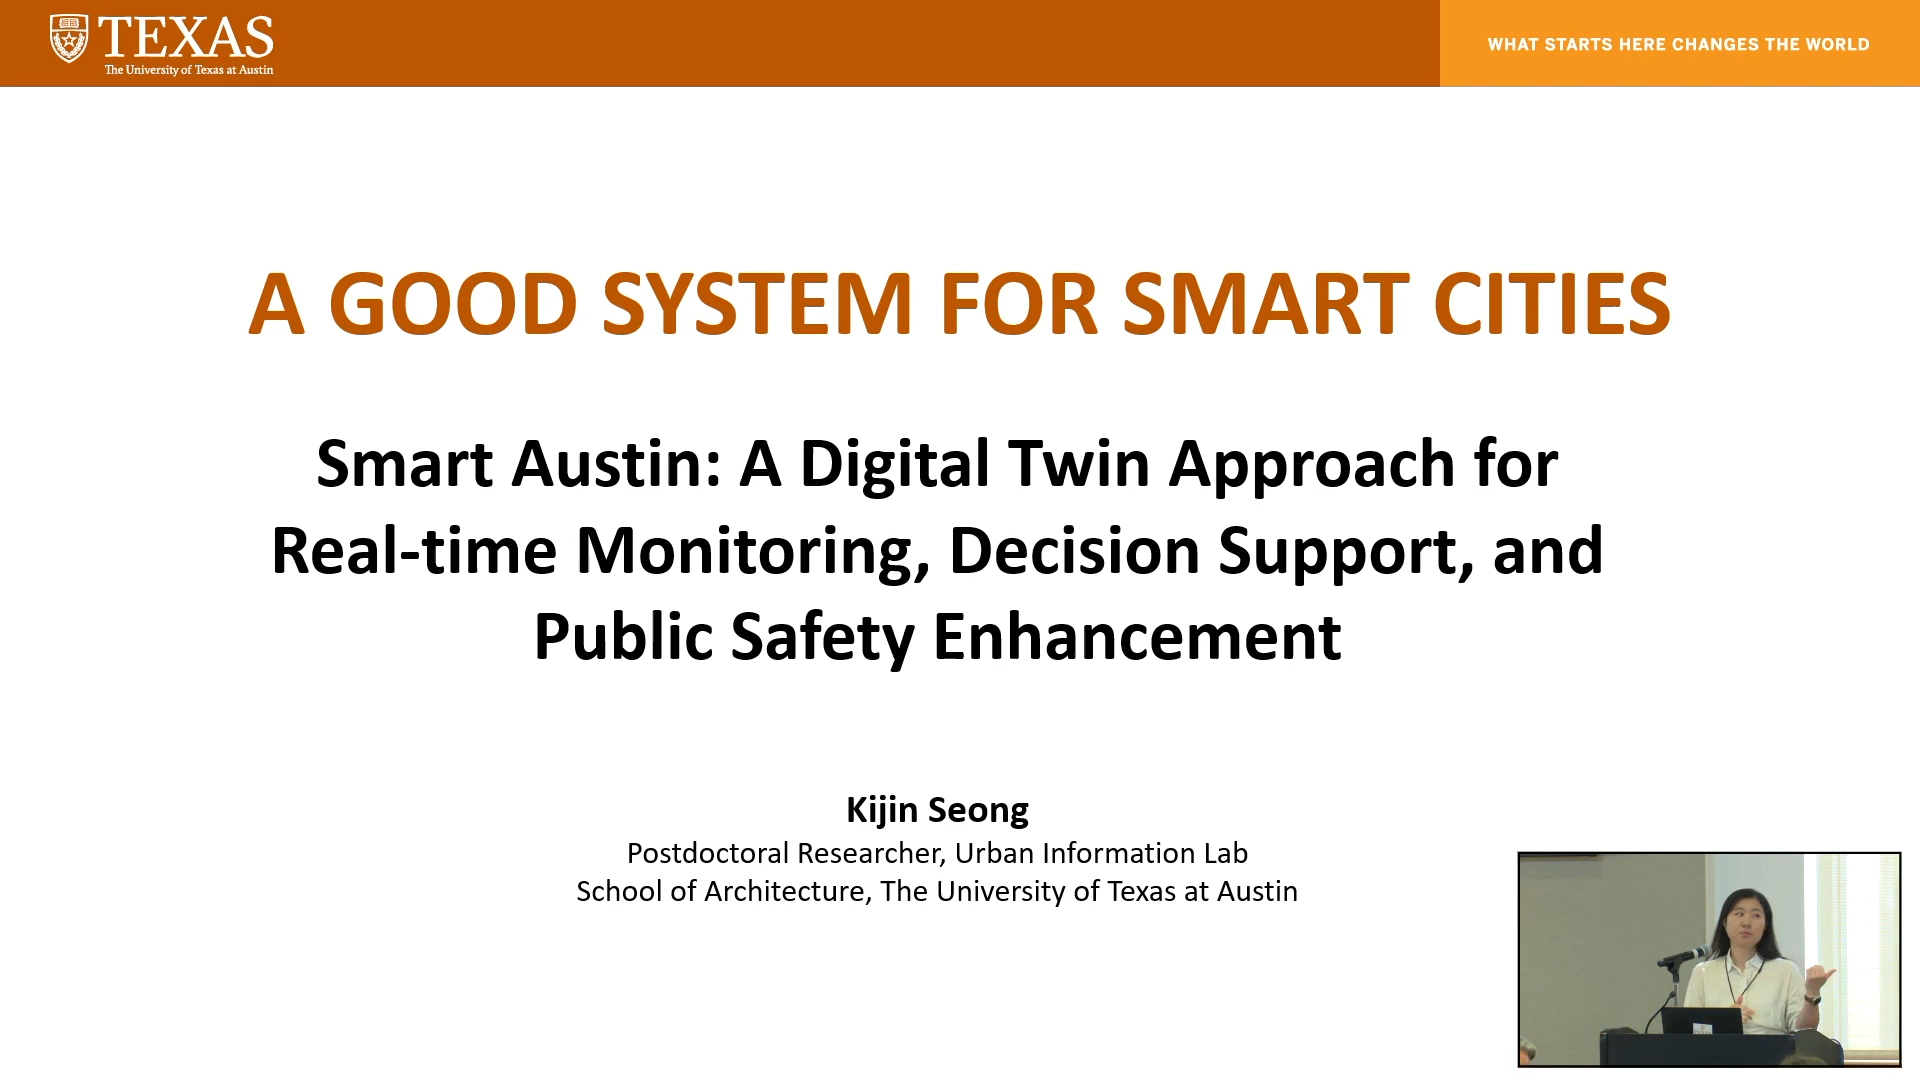 TEXAS
The University of Texas at Austin
WHAT STARTS HERE CHANGES THE WORLD
A GOOD SYSTEM FOR SMART CITIES
Smart Austin: A Digital Twin Approach for
Real-time Monitoring, Decision Support, and
Public Safety Enhancement
Kijin Seong
Postdoctoral Researcher, Urban Information Lab
School of Architecture, The University of Texas at Austin